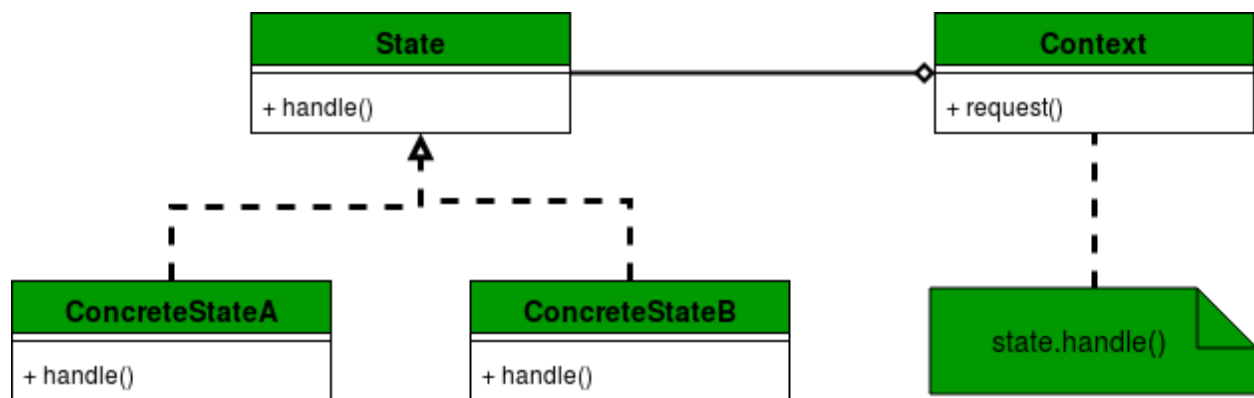 State
Context
+ handle()
+ request()
ConcreteStateA
ConcreteStateB
state.handle()
+ handle()
+ handle()